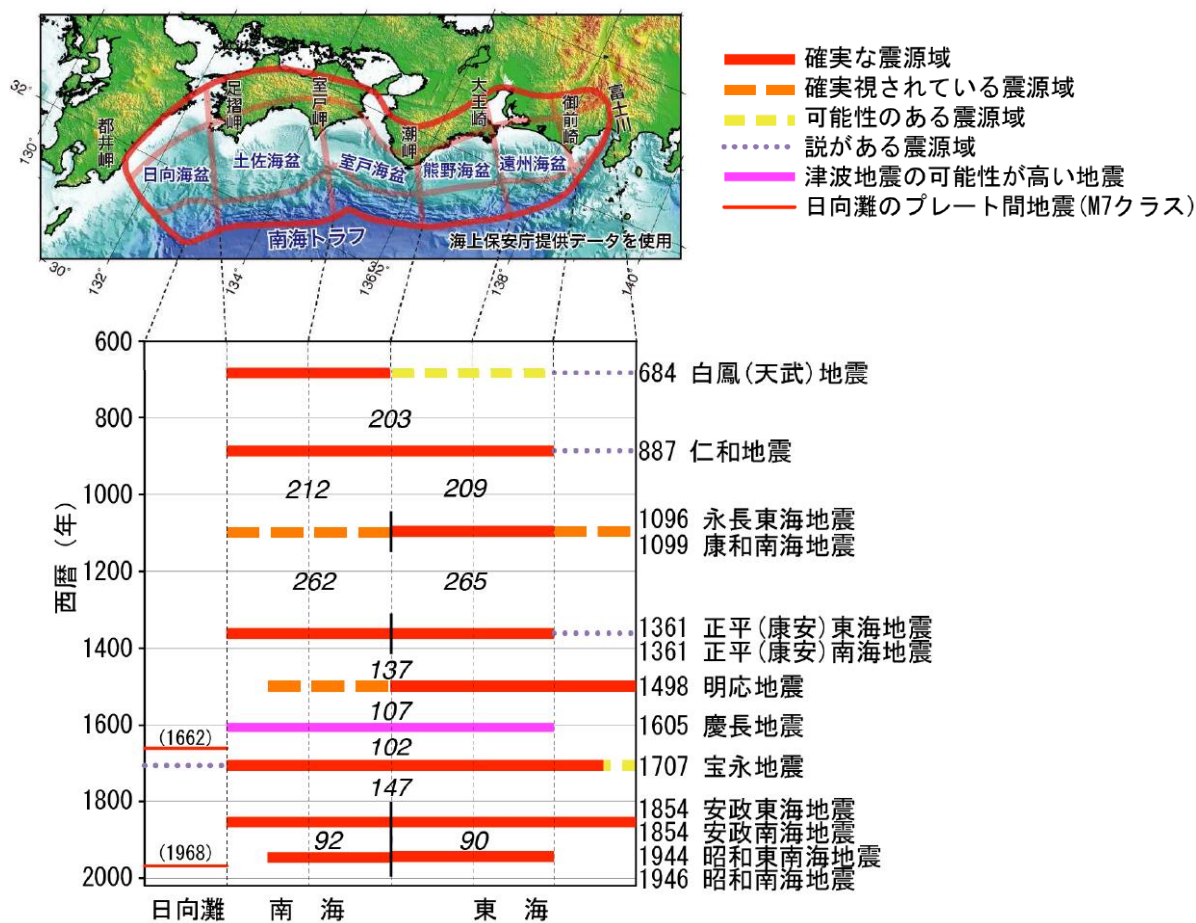 確実な震源域
確実視されている震源域
可能性のある震源域
説がある震源域
津波地震の可能性が高い地震
日向灘のプレート間地震(M7クラス)
32°
130°
都井岬
足摺岬
室戸岬
潮岬
大王崎
御前崎
富士川
日向海盆
土佐海盆
室戸海盆
熊野海盆
遠州海盆
南海トラフ
海上保安庁提供データを使用
30°
132°
134°
136°
32°
138°
140°
西暦(年)
600
800
1000
1200
1400
1600
1800
2000
203
212
209
262
265
137
107
(1662)
102
147
92
90
(1968)
684 白鳳(天武)地震
887 仁和地震
1096 永長東海地震
1099 康和南海地震
1361 正平(康安)東海地震
1361 正平(康安)南海地震
1498 明応地震
1605 慶長地震
1707 宝永地震
1854 安政東海地震
1854 安政南海地震
1944 昭和東南海地震
1946 昭和南海地震
日向灘 南海 東海